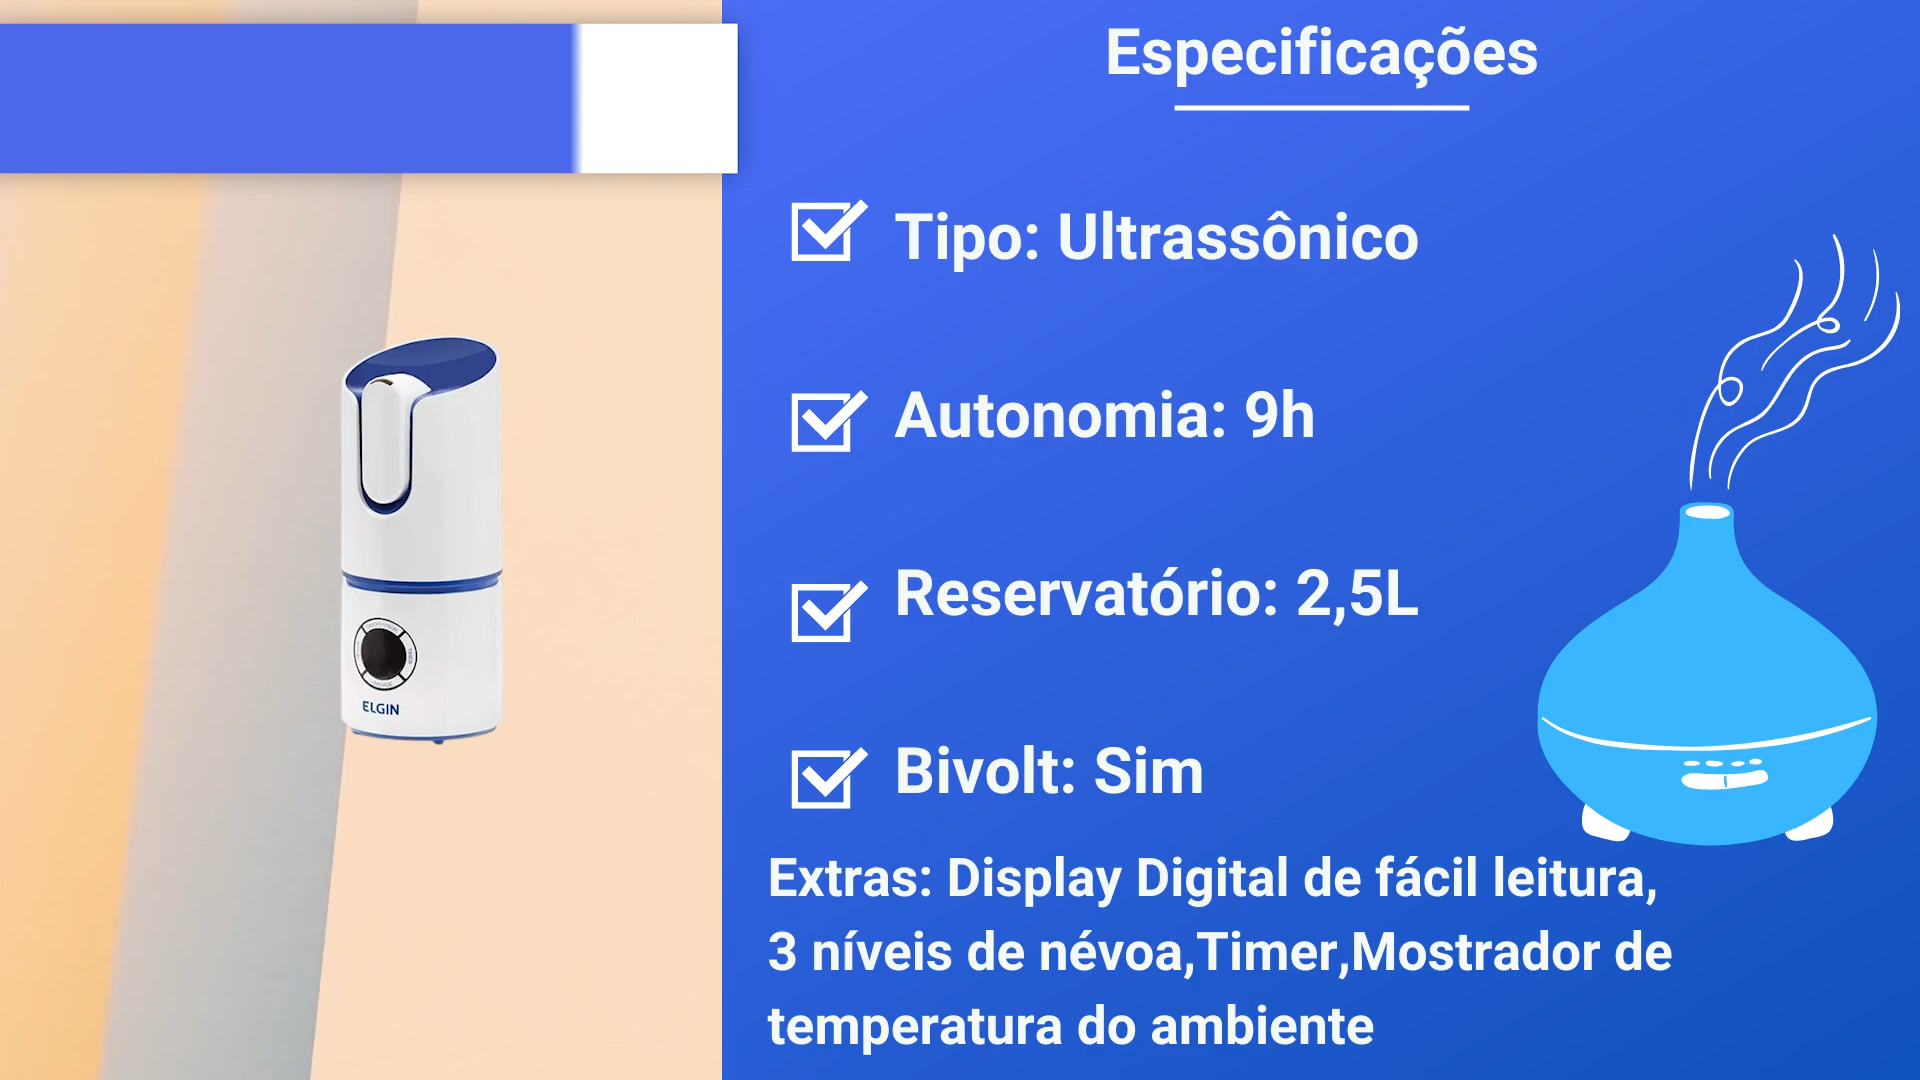 Especificações
Tipo: Ultrassônico
Autonomia: 9h
Reservatório: 2,5L
Bivolt: Sim
Extras: Display Digital de fácil leitura,
3 níveis de névoa,Timer,Mostrador de
temperatura do ambiente
ELGIN